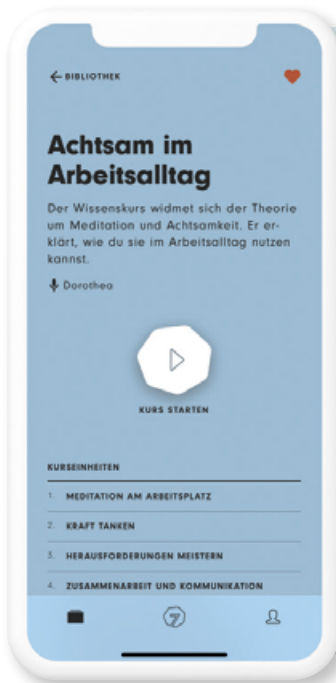 BIBLIOTHEK
Achtsam im
Arbeitsalltag
Der Wissenskurs widmet sich der Theorie
um Meditation und Achtsamkeit. Er er-
klärt, wie du sie im Arbeitsalltag nutzen
kannst.
Dorothea
KURS STARTEN
KURSEINHEITEN
1. MEDITATION AM ARBEITSPLATZ
2. KRAFT TANKEN
3. HERAUSFORDERUNGEN MEISTERN
4. ZUSAMMENARBEIT UND KOMMUNIKATION
7